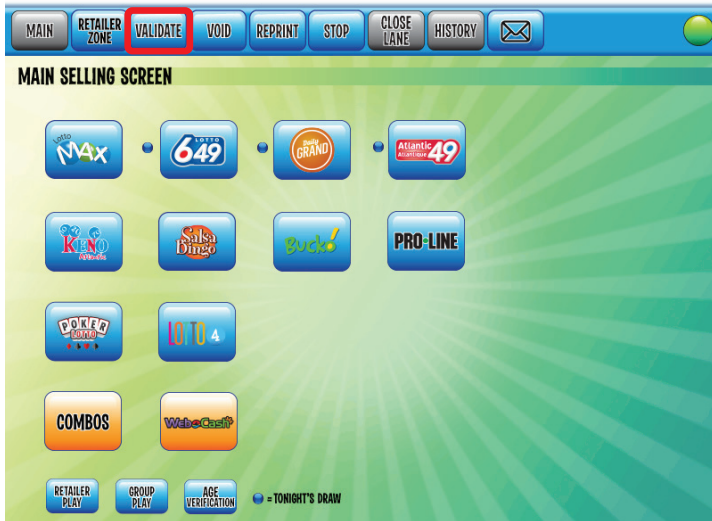 MAIN
RETAILER
ZONE
VALIDATE
VOID
REPRINT
STOP
CLOSE
LANE
HISTORY
MAIN SELLING SCREEN
Lotto
MAX
LOTTO
649
Daily
GRAND
Atlantic
Atlantique 49
KENO
Atlantic
Salsa
Bingo
Bucko!
PRO•LINE
POKER
LOTTO
LOTTO 4
COMBOS
WebCash
RETAILER
PLAY
GROUP
PLAY
AGE
VERIFICATION
= TONIGHT'S DRAW